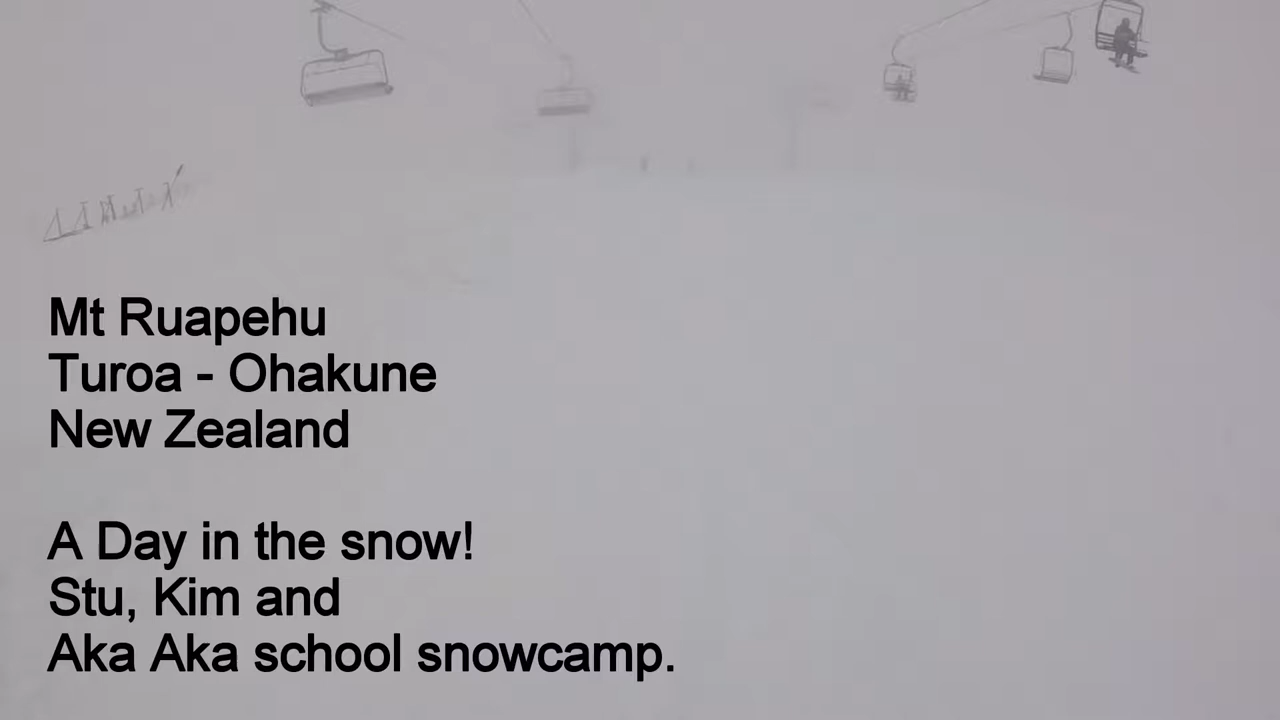 Mt Ruapehu
Turoa - Ohakune
New Zealand
A Day in the snow!
Stu, Kim and
Aka Aka school snowcamp.